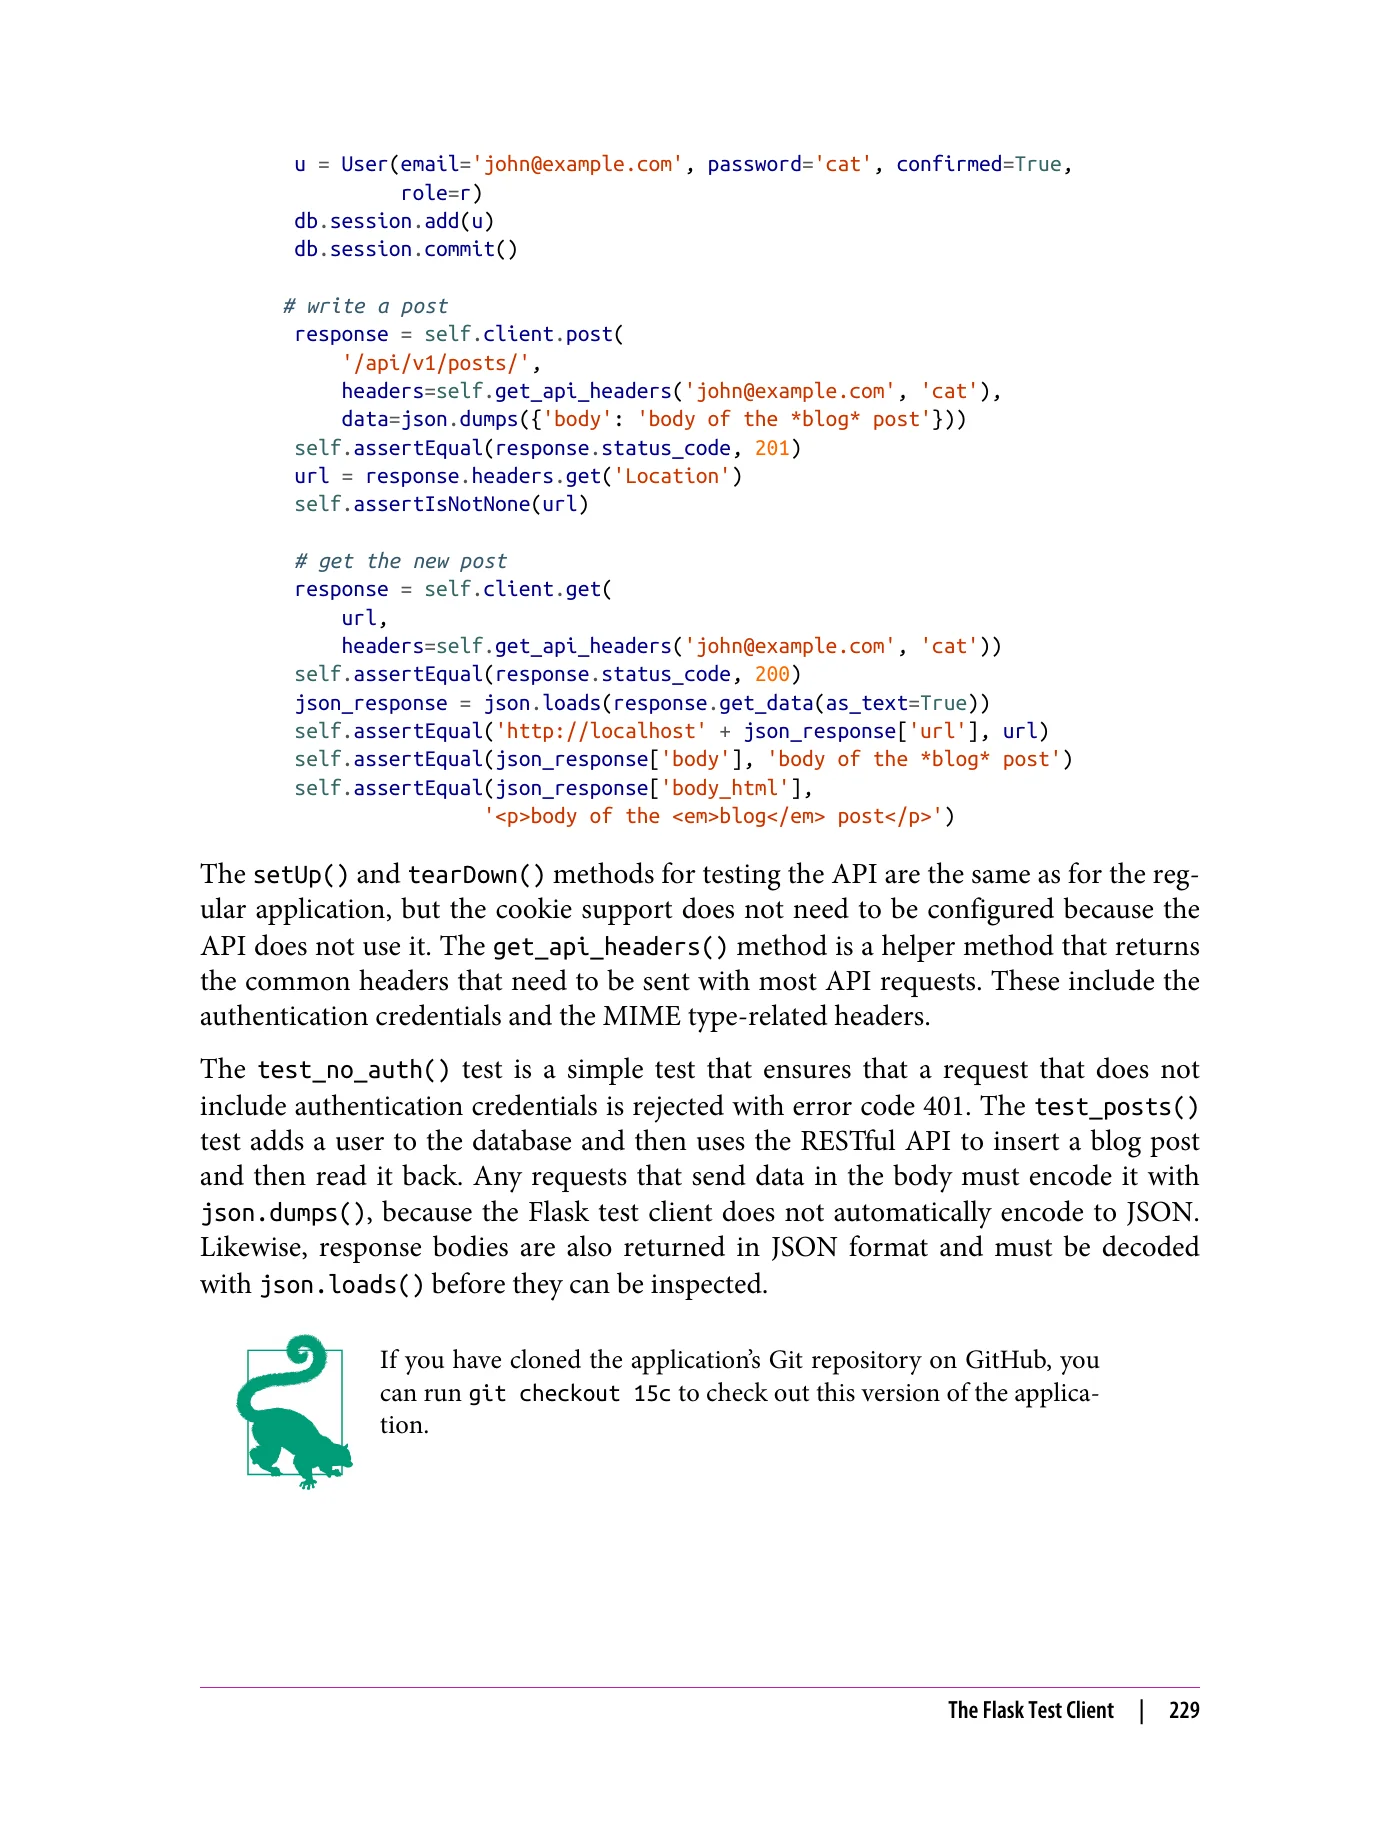 u = User(email='john@example.com', password='cat', confirmed=True,
         role=r)
db.session.add(u)
db.session.commit()
# write a post
response = self.client.post(
    '/api/v1/posts/',
    headers=self.get_api_headers('john@example.com', 'cat'),
    data=json.dumps({'body': 'body of the *blog* post'}))
self.assertEqual(response.status_code, 201)
url = response.headers.get('Location')
self.assertIsNotNone(url)
# get the new post
response = self.client.get(
    url,
    headers=self.get_api_headers('john@example.com', 'cat'))
self.assertEqual(response.status_code, 200)
json_response = json.loads(response.get_data(as_text=True))
self.assertEqual('http://localhost' + json_response['url'], url)
self.assertEqual(json_response['body'], 'body of the *blog* post')
self.assertEqual(json_response['body_html'],
                '<p>body of the <em>blog</em> post</p>')
The setUp() and tearDown() methods for testing the API are the same as for the reg-
ular application, but the cookie support does not need to be configured because the
API does not use it. The get_api_headers() method is a helper method that returns
the common headers that need to be sent with most API requests. These include the
authentication credentials and the MIME type-related headers.
The test_no_auth() test is a simple test that ensures that a request that does not
include authentication credentials is rejected with error code 401. The test_posts()
test adds a user to the database and then uses the RESTful API to insert a blog post
and then read it back. Any requests that send data in the body must encode it with
json.dumps(), because the Flask test client does not automatically encode to JSON.
Likewise, response bodies are also returned in JSON format and must be decoded
with json.loads() before they can be inspected.
If you have cloned the application’s Git repository on GitHub, you
can run git checkout 15c to check out this version of the applica-
tion.
The Flask Test Client | 229